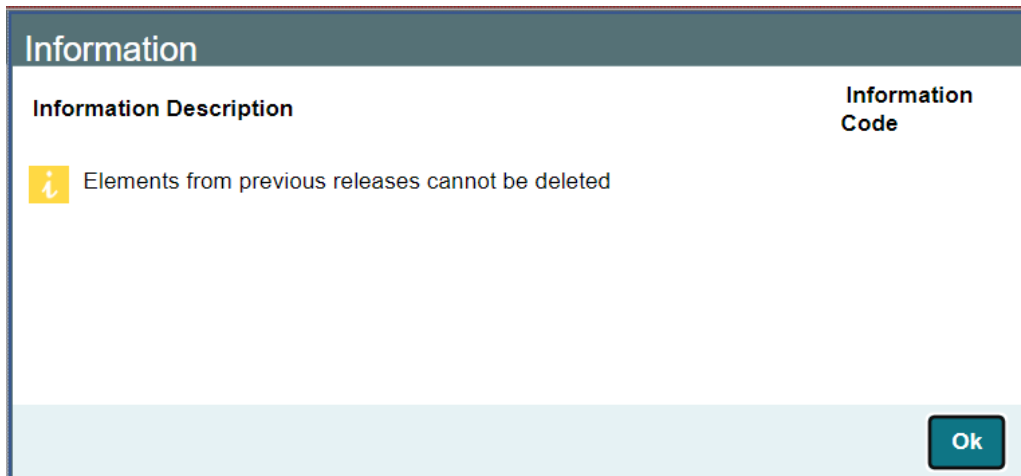 Information
Information Description
Information
Code
Elements from previous releases cannot be deleted
Ok